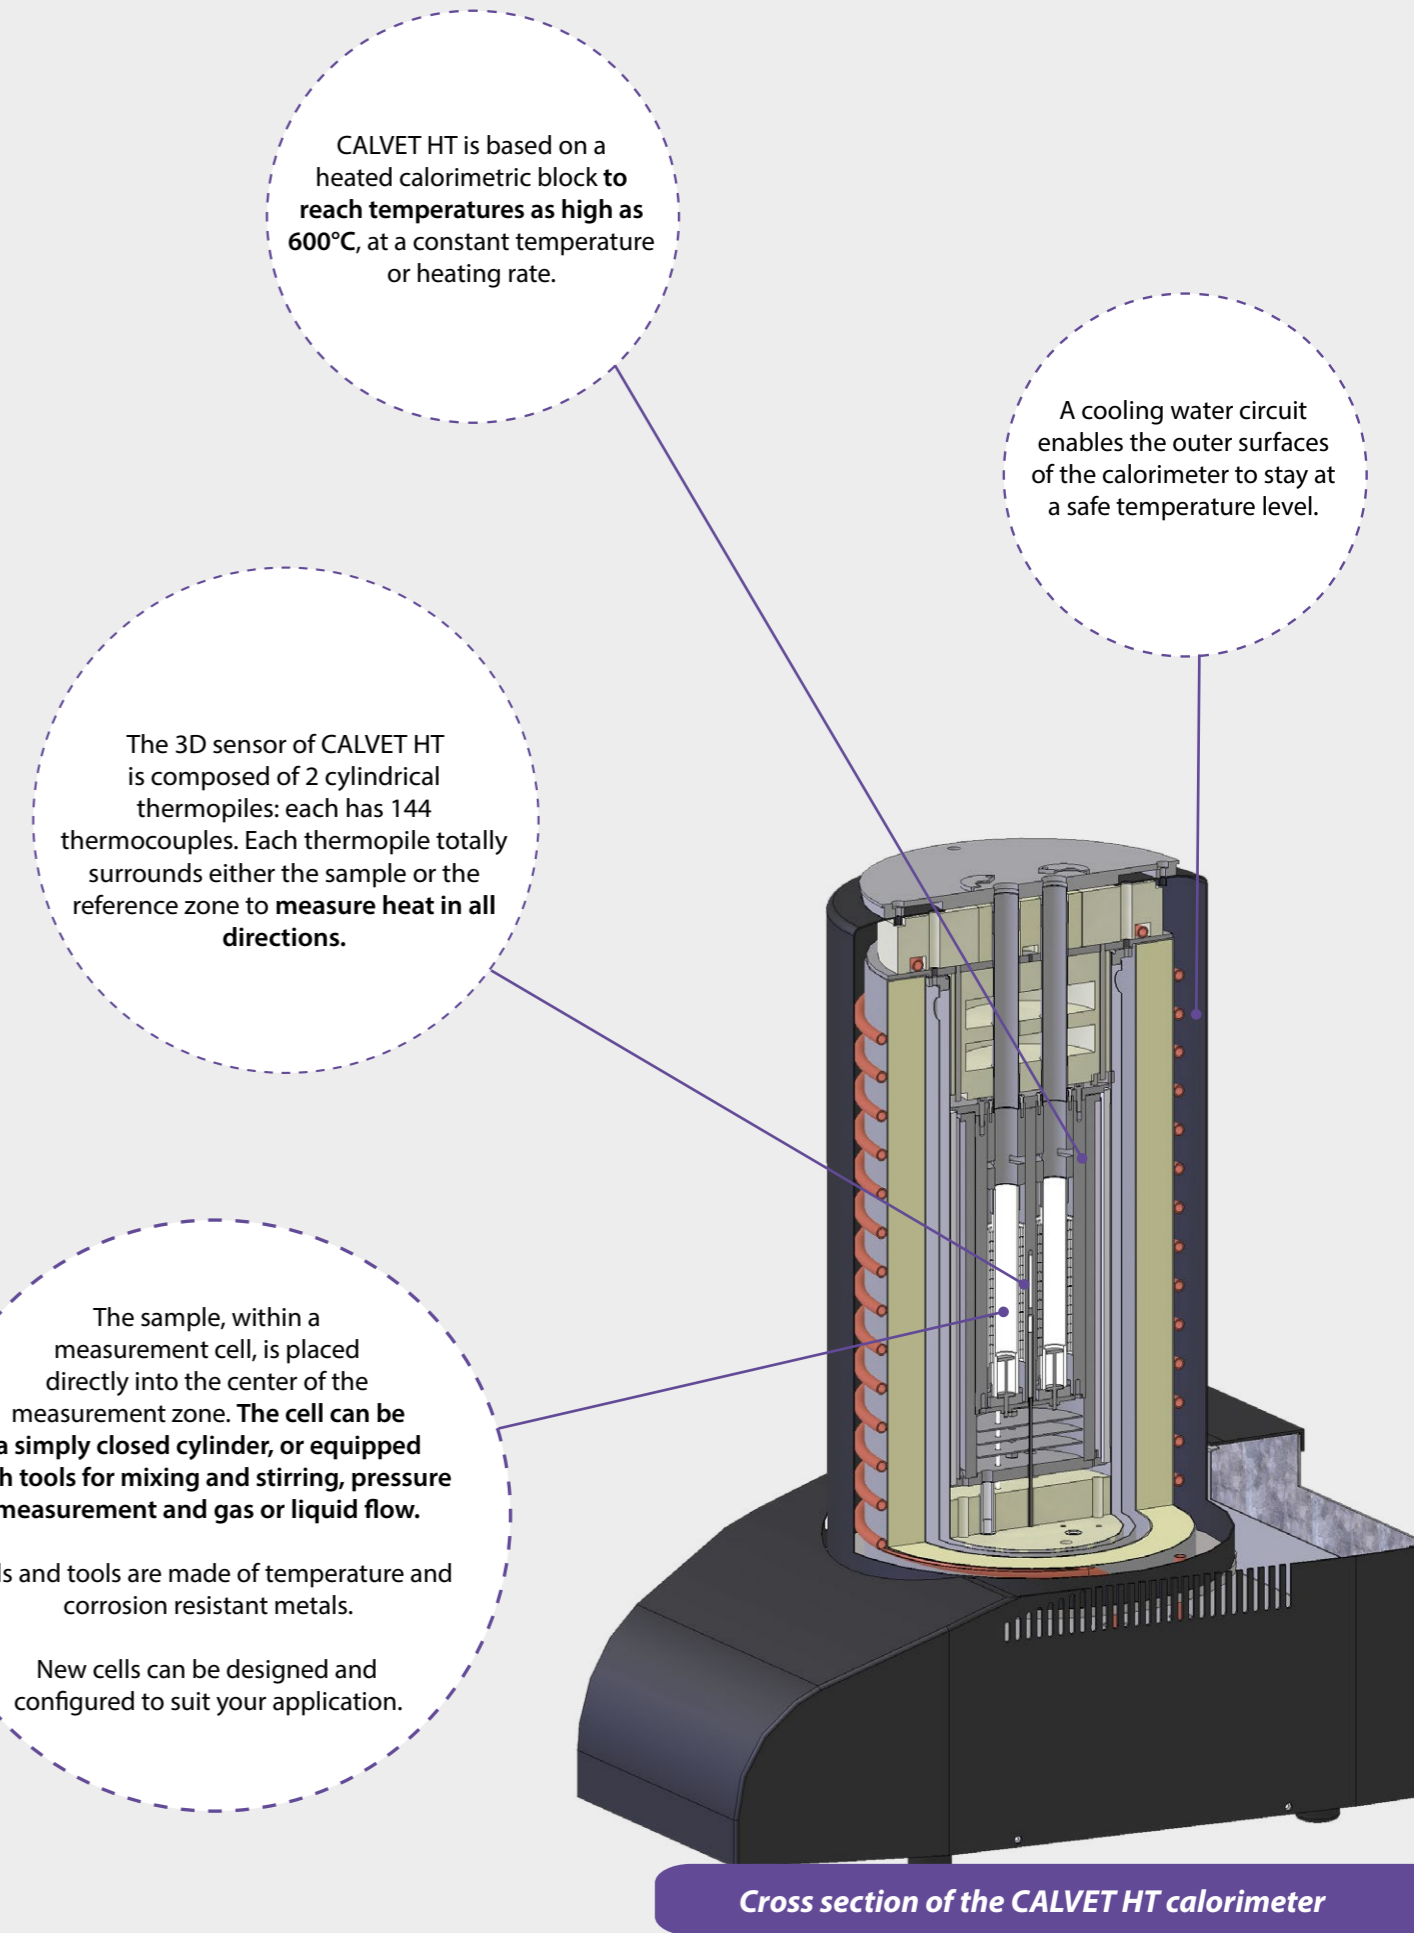 CALVET HT is based on a
heated calorimetric block to
reach temperatures as high as
600°C, at a constant temperature
or heating rate.
A cooling water circuit
enables the outer surfaces
of the calorimeter to stay at
a safe temperature level.
The 3D sensor of CALVET HT
is composed of 2 cylindrical
thermopiles: each has 144
thermocouples. Each thermopile totally
surrounds either the sample or the
reference zone to measure heat in all
directions.
The sample, within a
measurement cell, is placed
directly into the center of the
measurement zone. The cell can be
a simply closed cylinder, or equipped
tools for mixing and stirring, pressure
measurement and gas or liquid flow.
and tools are made of temperature and
corrosion resistant metals.
New cells can be designed and
configured to suit your application.
Cross section of the CALVET HT calorimeter